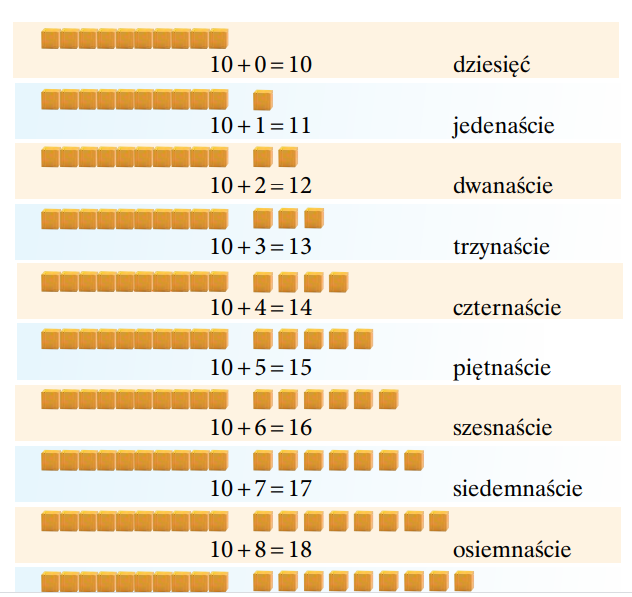 10 + 0 = 10 dziesięć
10 + 1 = 11 jedenaście
10 + 2 = 12 dwanaście
10 + 3 = 13 trzynaście
10 + 4 = 14 czternaście
10 + 5 = 15 piętnaście
10 + 6 = 16 szesnaście
10 + 7 = 17 siedemnaście
10 + 8 = 18 osiemnaście